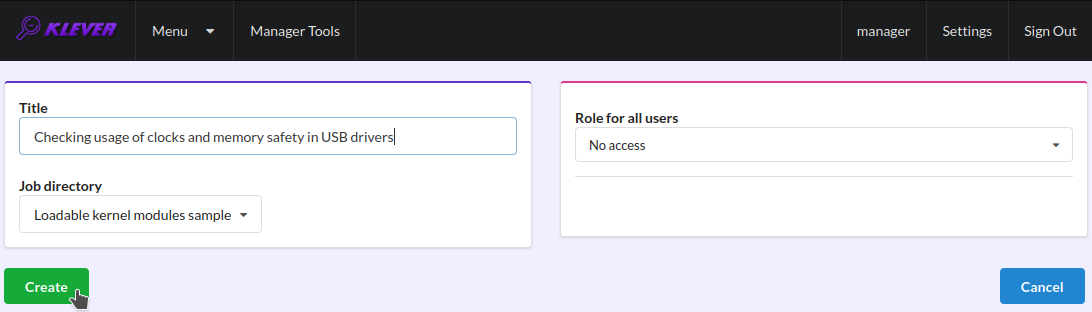 KLEVER Menu Manager Tools manager Settings Sign Out
Title
Checking usage of clocks and memory safety in USB drivers
Job directory
Loadable kernel modules sample
Role for all users
No access
Create
Cancel